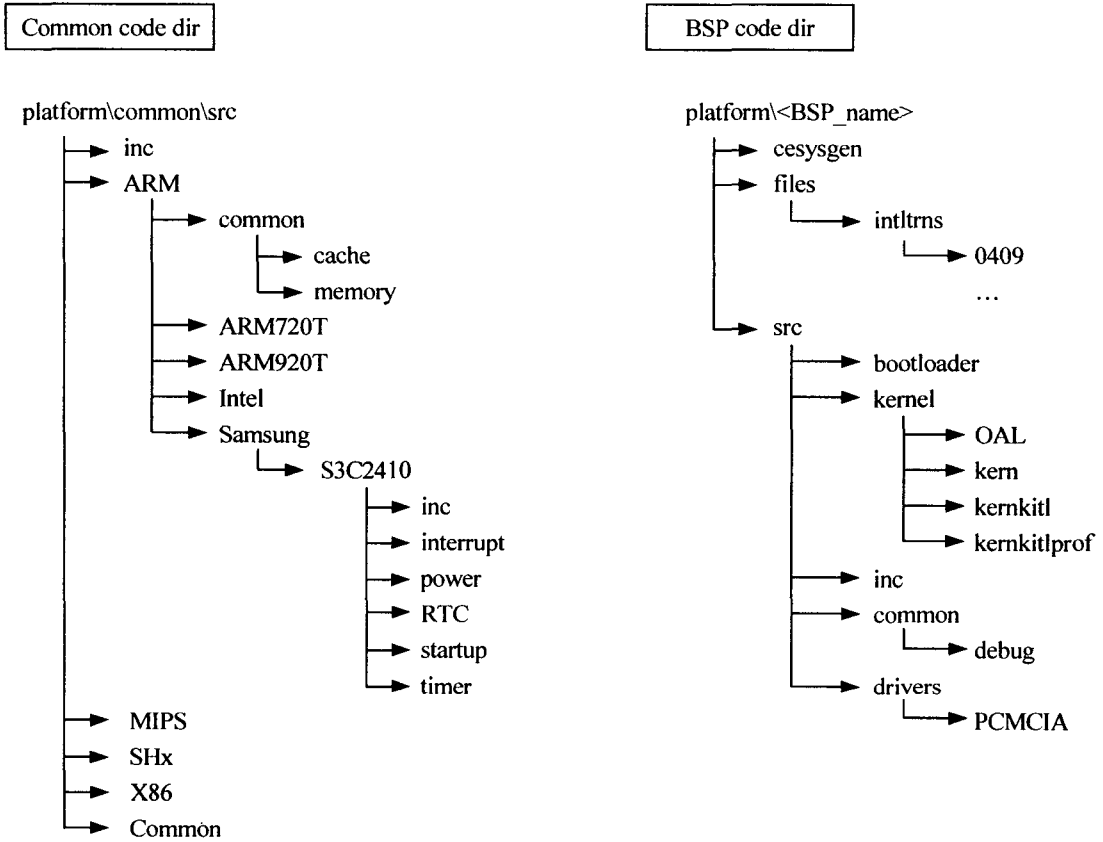 Common code dir
platform\common\src
inc
ARM
common
cache
memory
ARM720T
ARM920T
Intel
Samsung
S3C2410
inc
interrupt
power
RTC
startup
timer
MIPS
SHx
X86
Common
BSP code dir
platform\<BSP_name>
cesysgen
files
intltrns
0409
…
src
bootloader
kernel
OAL
kern
kernkitl
kernkitlprof
inc
common
debug
drivers
PCMCIA